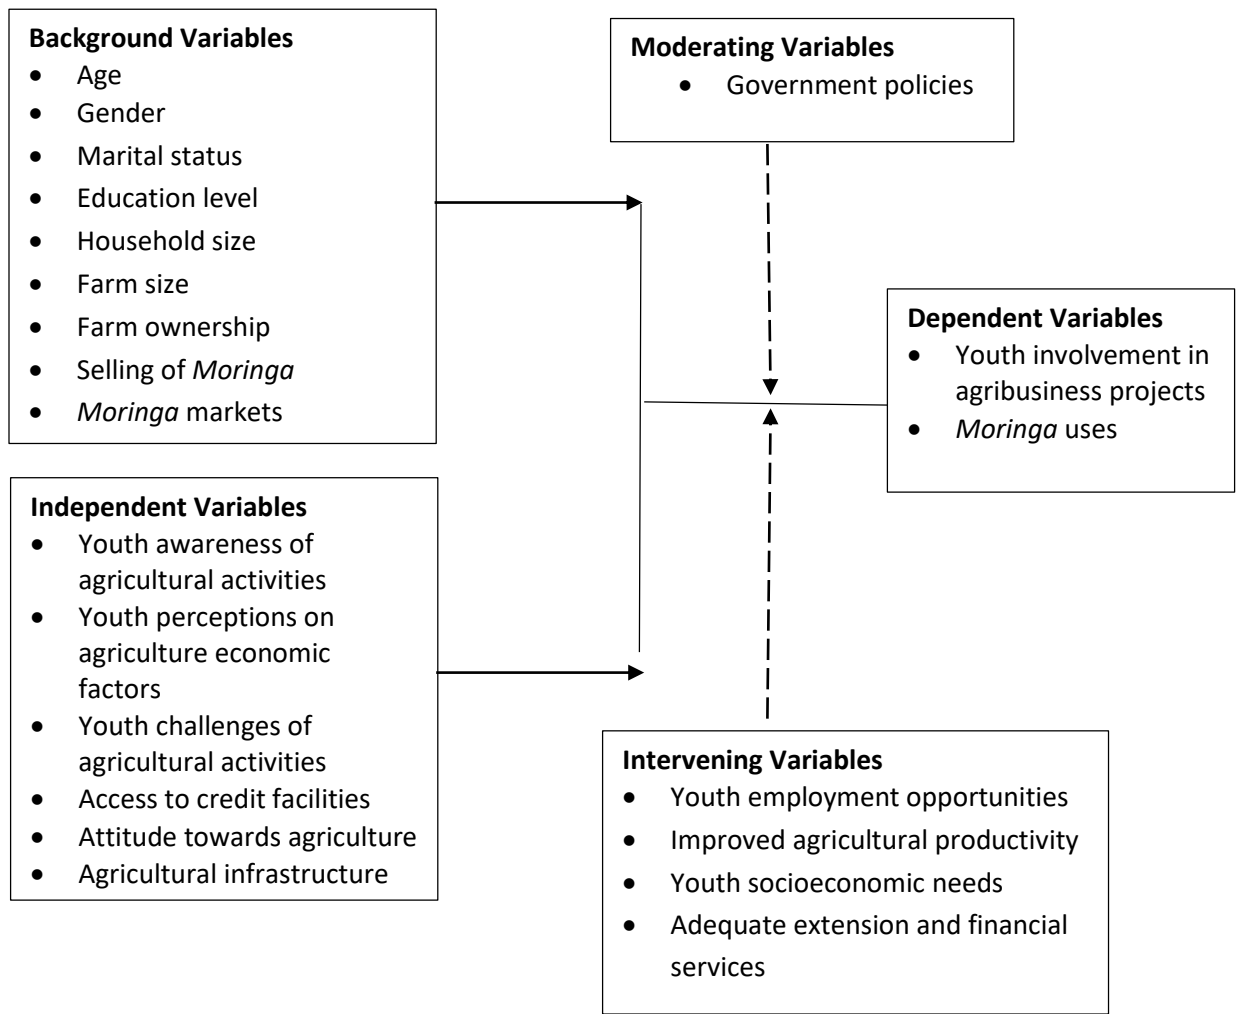 Background Variables
• Age
• Gender
• Marital status
• Education level
• Household size
• Farm size
• Farm ownership
• Selling of Moringa
• Moringa markets
Moderating Variables
• Government policies
Dependent Variables
• Youth involvement in
agribusiness projects
• Moringa uses
Independent Variables
• Youth awareness of
agricultural activities
• Youth perceptions on
agriculture economic
factors
• Youth challenges of
agricultural activities
• Access to credit facilities
• Attitude towards agriculture
• Agricultural infrastructure
Intervening Variables
• Youth employment opportunities
• Improved agricultural productivity
• Youth socioeconomic needs
• Adequate extension and financial
services